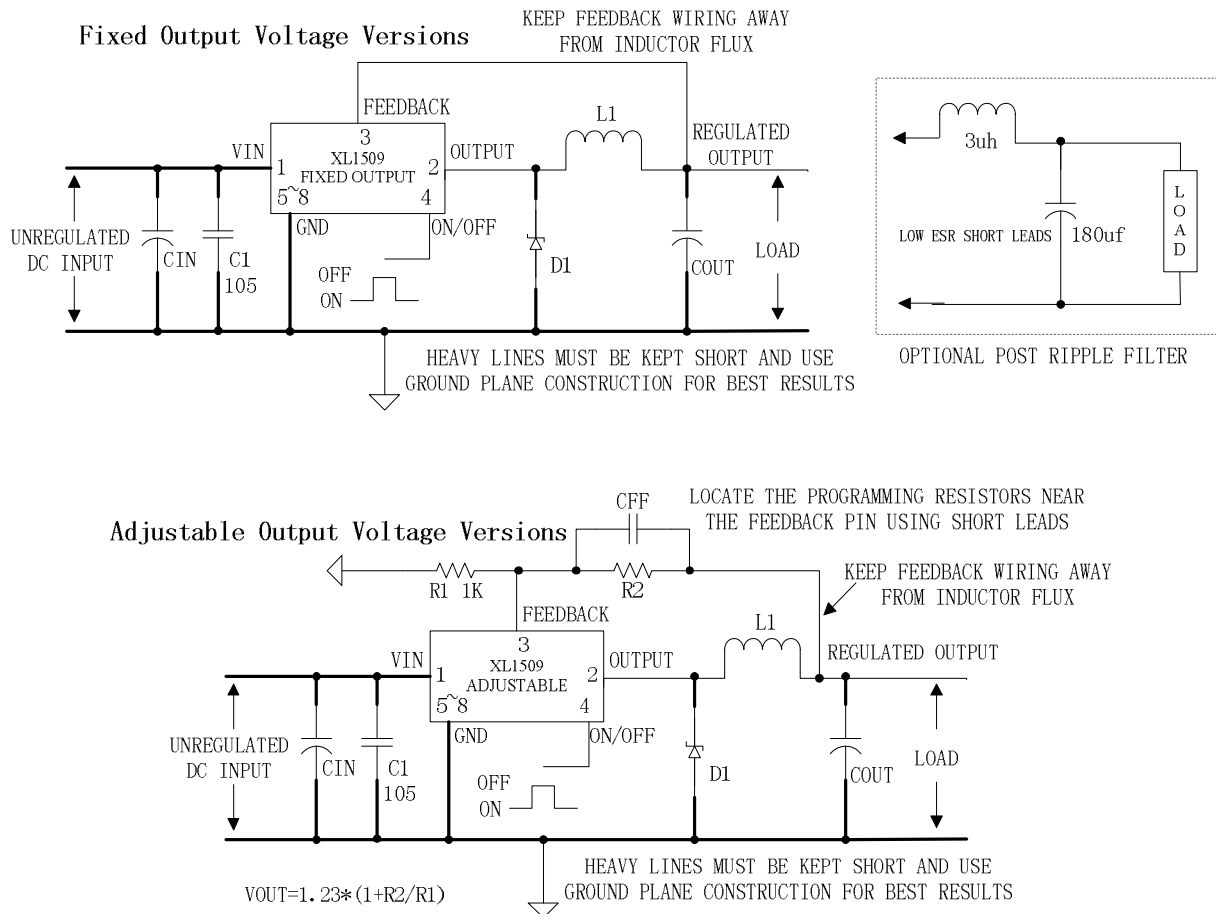 Fixed Output Voltage Versions
KEEP FEEDBACK WIRING AWAY
FROM INDUCTOR FLUX
FEEDBACK
3
VIN
1
XL1509
FIXED OUTPUT
2
OUTPUT
5~8
4
GND
ON/OFF
L1
REGULATED
OUTPUT
UNREGULATED
DC INPUT
CIN
C1
105
OFF
ON
D1
COUT
LOAD
HEAVY LINES MUST BE KEPT SHORT AND USE
GROUND PLANE CONSTRUCTION FOR BEST RESULTS
3uh
LOW ESR SHORT LEADS
180uf
LOAD
OPTIONAL POST RIPPLE FILTER
Adjustable Output Voltage Versions
CFF
LOCATE THE PROGRAMMING RESISTORS NEAR
THE FEEDBACK PIN USING SHORT LEADS
R1 1K
R2
KEEP FEEDBACK WIRING AWAY
FROM INDUCTOR FLUX
FEEDBACK
3
VIN
1
XL1509
ADJUSTABLE
2
OUTPUT
5~8
4
GND
ON/OFF
L1
REGULATED OUTPUT
UNREGULATED
DC INPUT
CIN
C1
105
OFF
ON
D1
COUT
LOAD
HEAVY LINES MUST BE KEPT SHORT AND USE
GROUND PLANE CONSTRUCTION FOR BEST RESULTS
VOUT=1.23*(1+R2/R1)